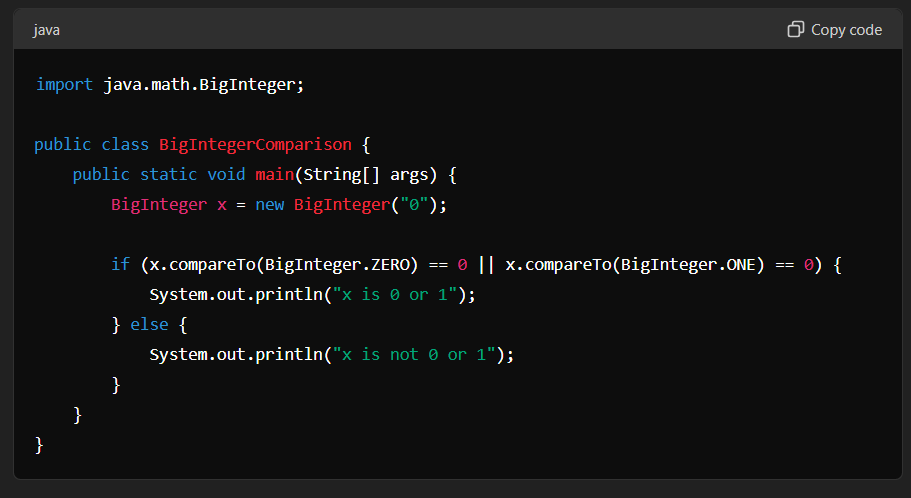 java
Copy code
import java.math.BigInteger;
public class BigIntegerComparison {
    public static void main(String[] args) {
        BigInteger x = new BigInteger("0");
        if (x.compareTo(BigInteger.ZERO) == 0 || x.compareTo(BigInteger.ONE) == 0) {
            System.out.println("x is 0 or 1");
        } else {
            System.out.println("x is not 0 or 1");
        }
    }
}